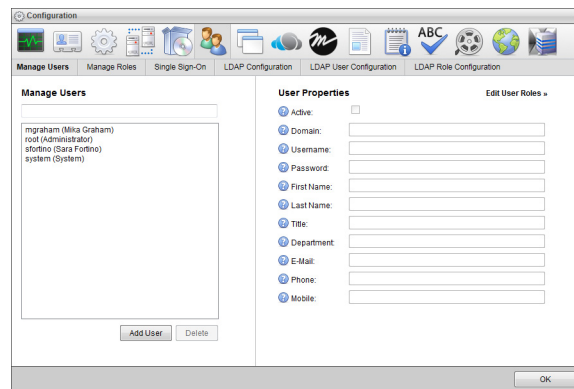 Configuration
ABC
Manage Users Manage Roles Single Sign-On LDAP Configuration LDAP User Configuration LDAP Role Configuration
Manage Users
mgraham (Mika Graham)
root (Administrator)
sfortino (Sara Fortino)
system (System)
Add User Delete
User Properties Edit User Roles »
Active:
Domain:
Username:
Password:
First Name:
Last Name:
Title:
Department:
E-Mail:
Phone:
Mobile:
OK